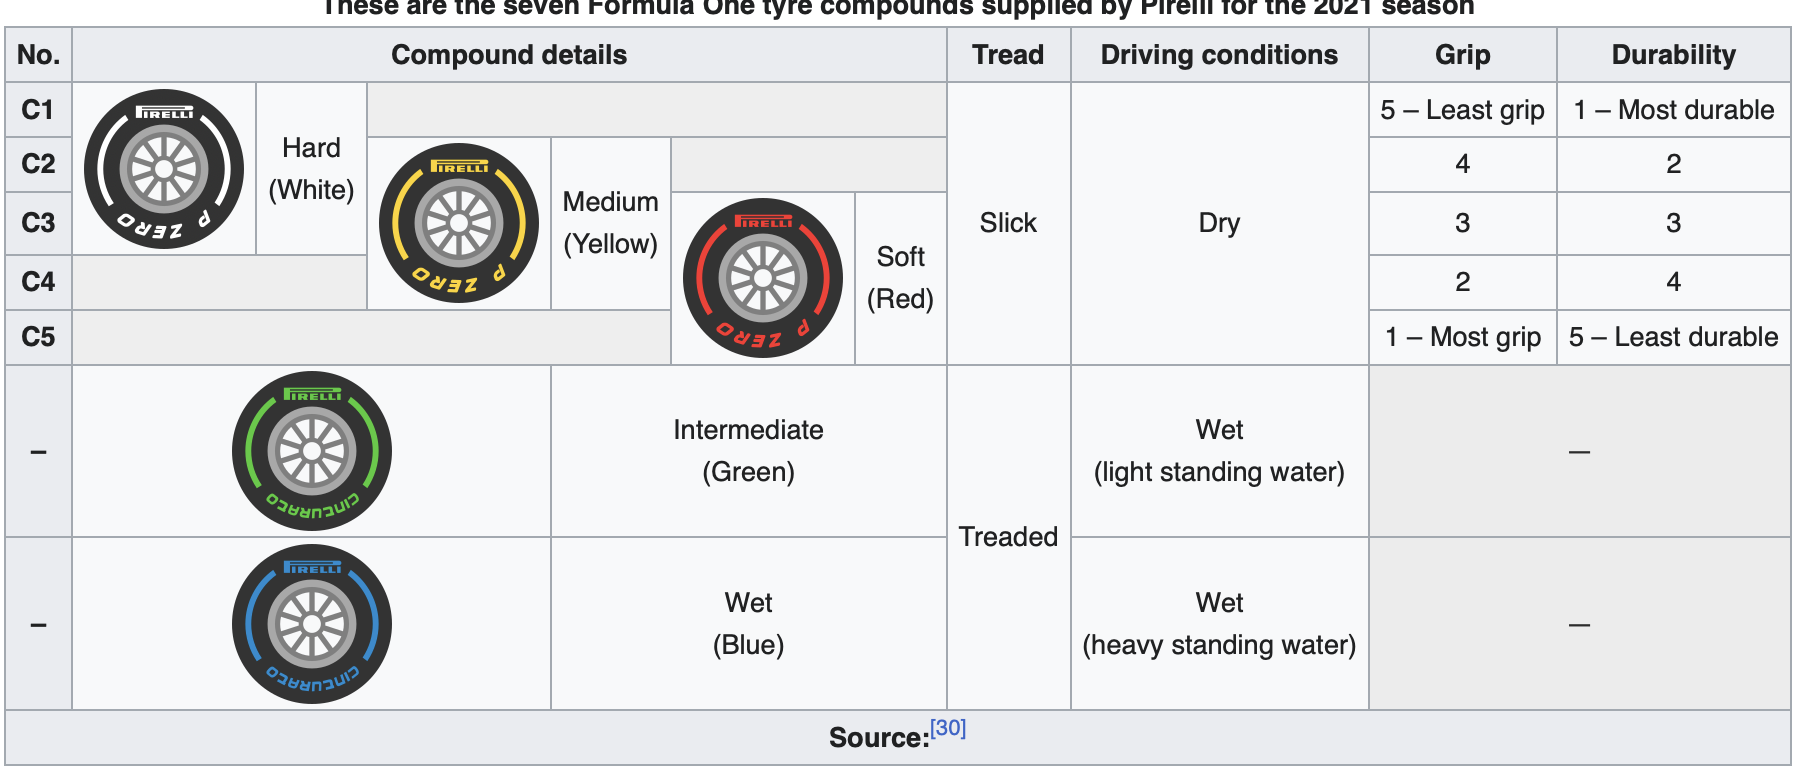 These are the seven Formula One tyre compounds supplied by Pirelli for the 2021 season
No. Compound details Tread Driving conditions Grip Durability
C1 5 – Least grip 1 – Most durable
PIRELLI
P ZERO
Hard
(White)
C2 4 2
PIRELLI
P ZERO
Medium
(Yellow)
C3 3 3
PIRELLI
P ZERO
Soft
(Red)
Slick
Dry
C4 2 4
C5 1 – Most grip 5 – Least durable
–
PIRELLI
CINTURATO
Intermediate
(Green)
Treaded
Wet
(light standing water)
—
–
PIRELLI
CINTURATO
Wet
(Blue)
Wet
(heavy standing water)
—
Source:[30]